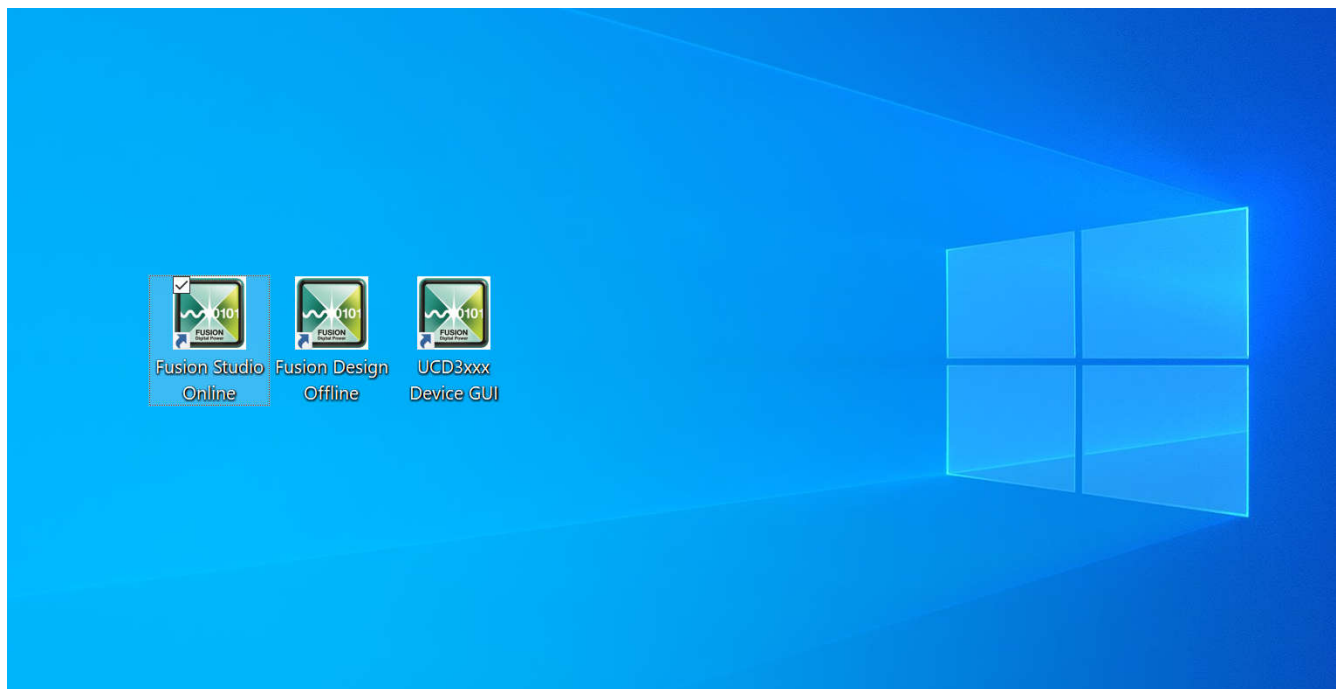 0101
FUSION
Digital Power
Fusion Studio
Online
0101
FUSION
Digital Power
Fusion Design
Offline
0101
FUSION
Digital Power
UCD3xxx
Device GUI